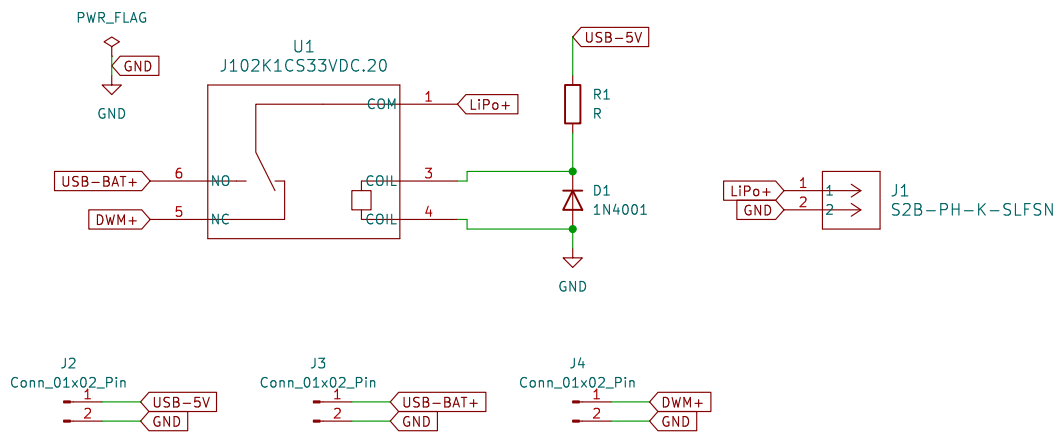 PWR_FLAG
GND
GND
U1
J102K1CS33VDC.20
COM
1
LiPo+
USB-BAT+
6
NO
COIL
3
DWM+
5
NC
COIL
4
USB-5V
R1
R
D1
1N4001
GND
LiPo+
1
1
GND
2
2
J1
S2B-PH-K-SLFSN
J2
Conn_01x02_Pin
1
USB-5V
2
GND
J3
Conn_01x02_Pin
1
USB-BAT+
2
GND
J4
Conn_01x02_Pin
1
DWM+
2
GND